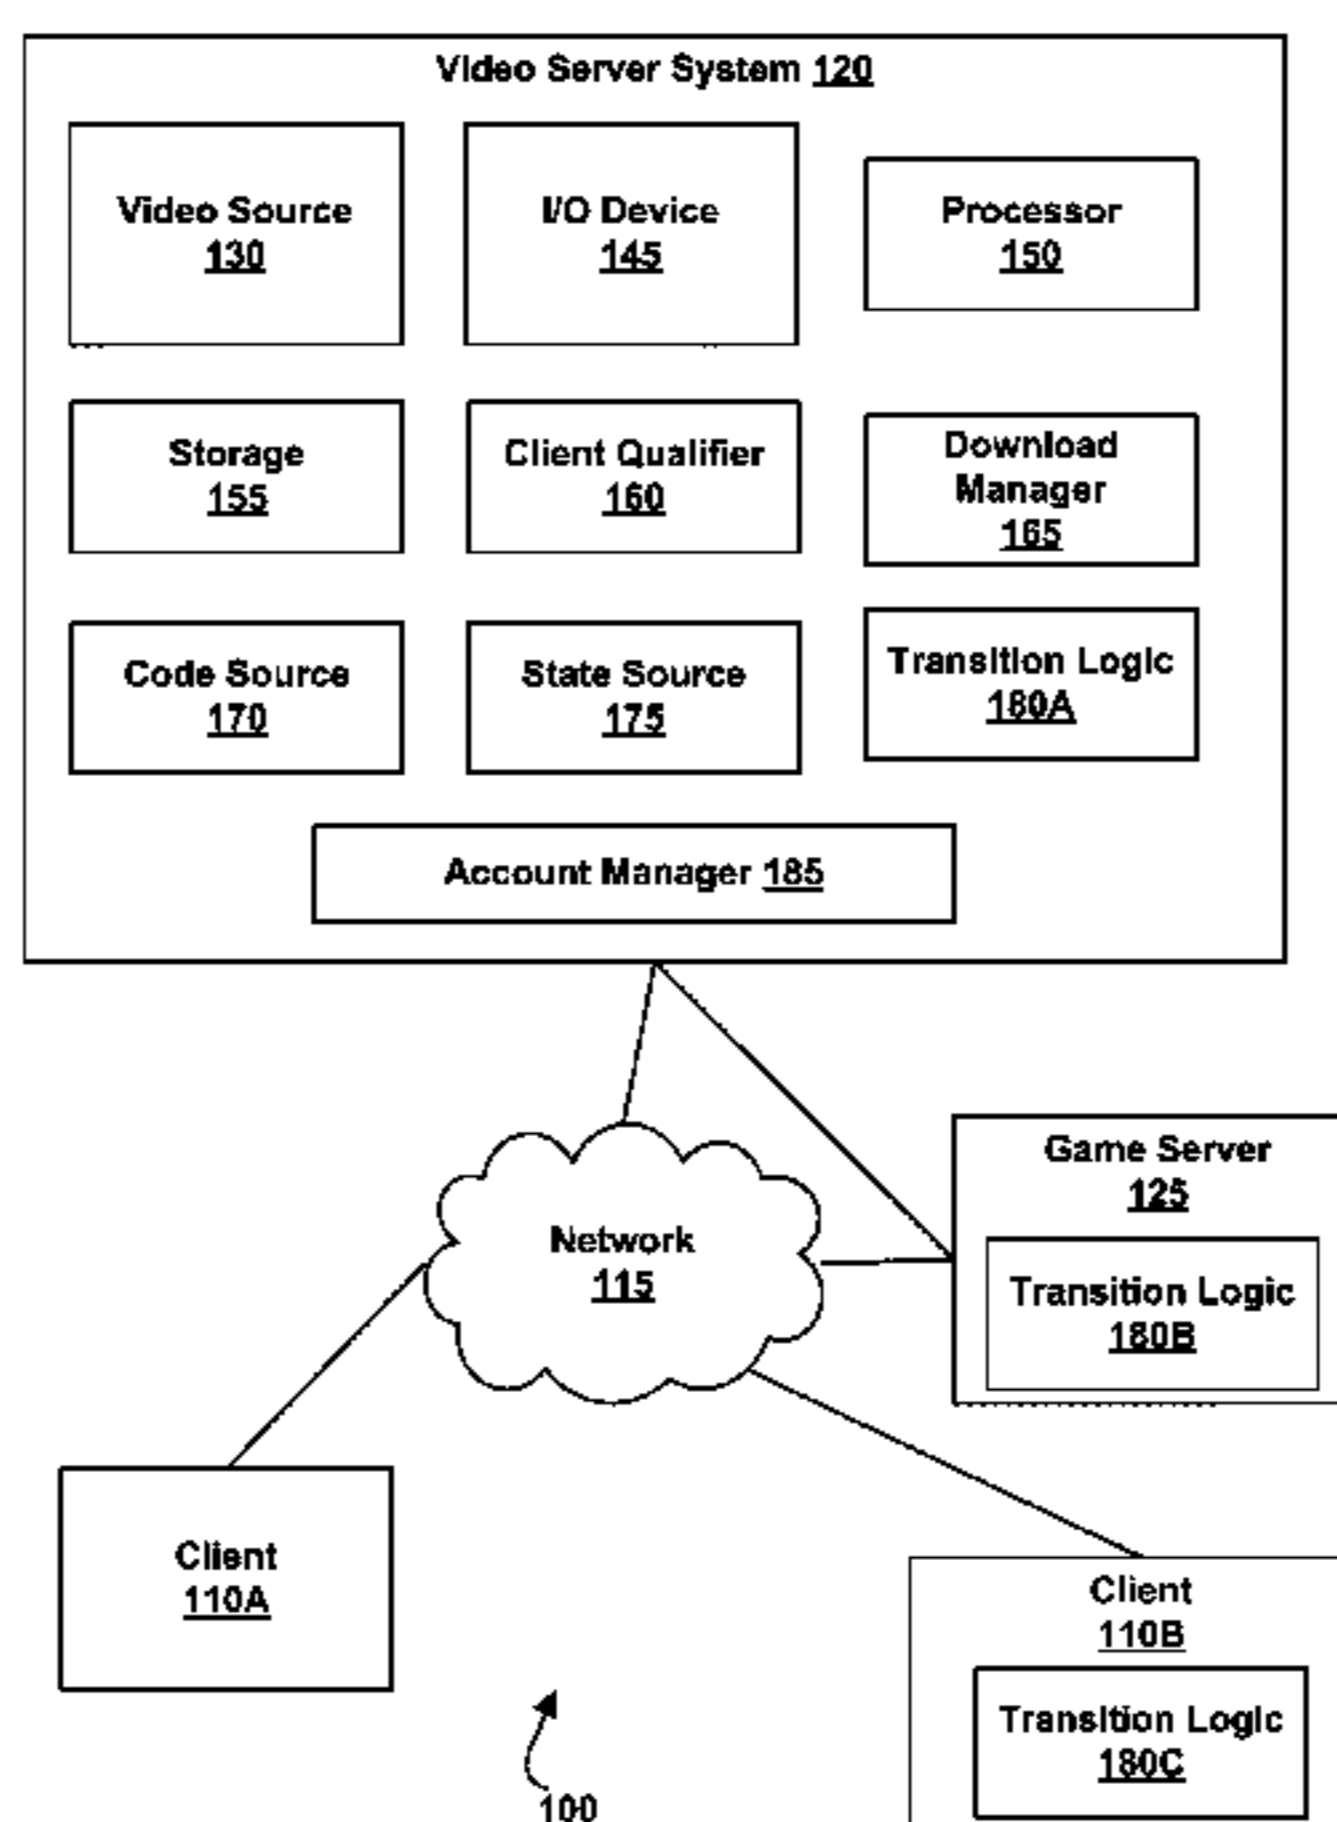 Video Server System 120
Video Source
130
I/O Device
145
Processor
150
Storage
155
Client Qualifier
160
Download
Manager
165
Code Source
170
State Source
175
Transition Logic
180A
Account Manager 185
Game Server
125
Transition Logic
180B
Network
115
Client
110A
Client
110B
Transition Logic
180C
100